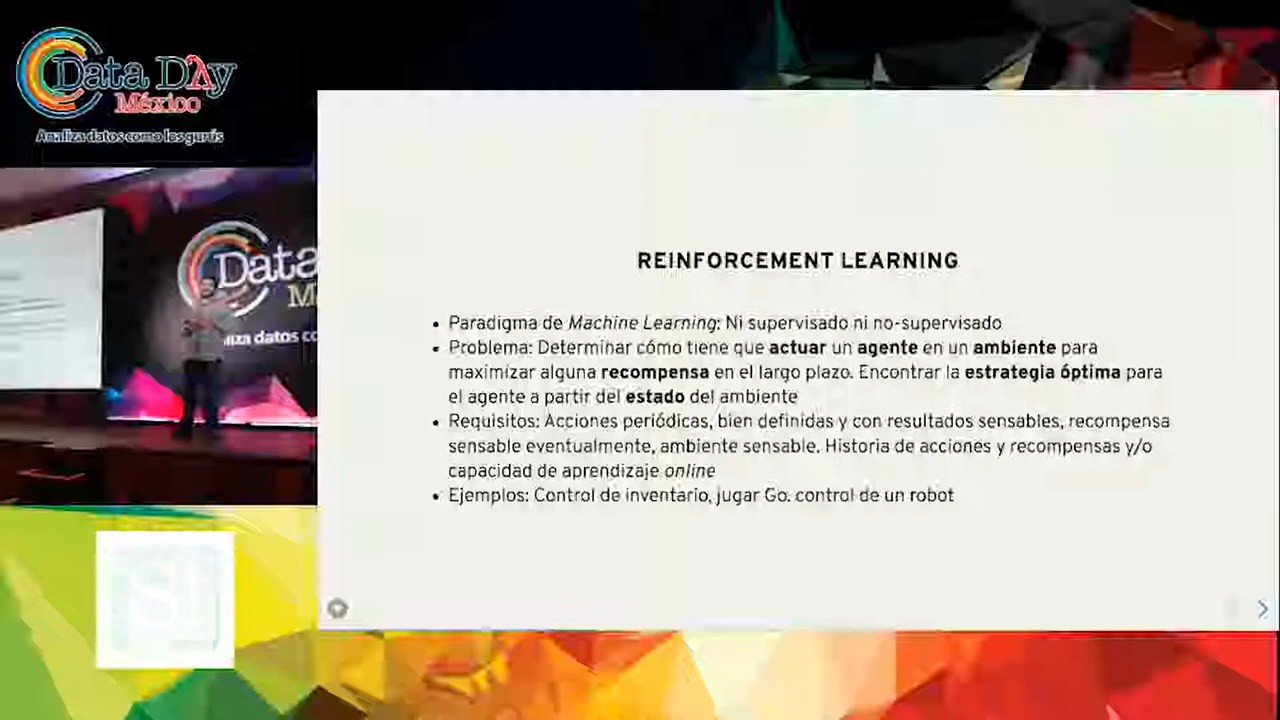 Data Day
México
Analiza datos como los gurús
Data
M
liza datos co
REINFORCEMENT LEARNING
• Paradigma de Machine Learning: Ni supervisado ni no-supervisado
• Problema: Determinar cómo tiene que actuar un agente en un ambiente para
maximizar alguna recompensa en el largo plazo. Encontrar la estrategia óptima para
el agente a partir del estado del ambiente
• Requisitos: Acciones periódicas, bien definidas y con resultados sensables, recompensa
sensable eventualmente, ambiente sensable. Historia de acciones y recompensas y/o
capacidad de aprendizaje online
• Ejemplos: Control de inventario, jugar Go. control de un robot